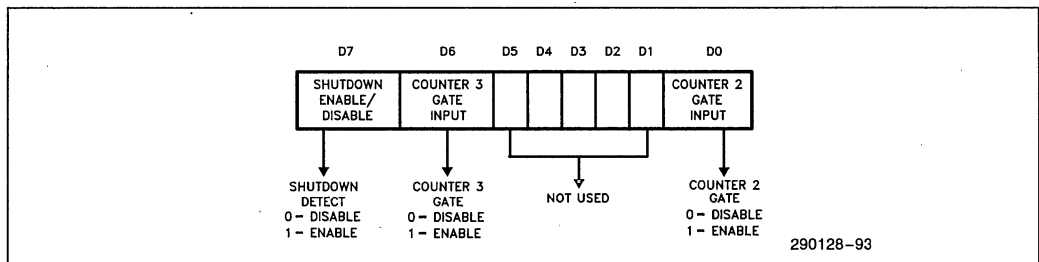 D7 D6 D5 D4 D3 D2 D1 D0
SHUTDOWN
ENABLE/
DISABLE
COUNTER 3
GATE
INPUT
COUNTER 2
GATE
INPUT
SHUTDOWN
DETECT
0- DISABLE
1 - ENABLE
COUNTER 3
GATE
0- DISABLE
1 - ENABLE
NOT USED
COUNTER 2
GATE
0 - DISABLE
1 - ENABLE
290128-93